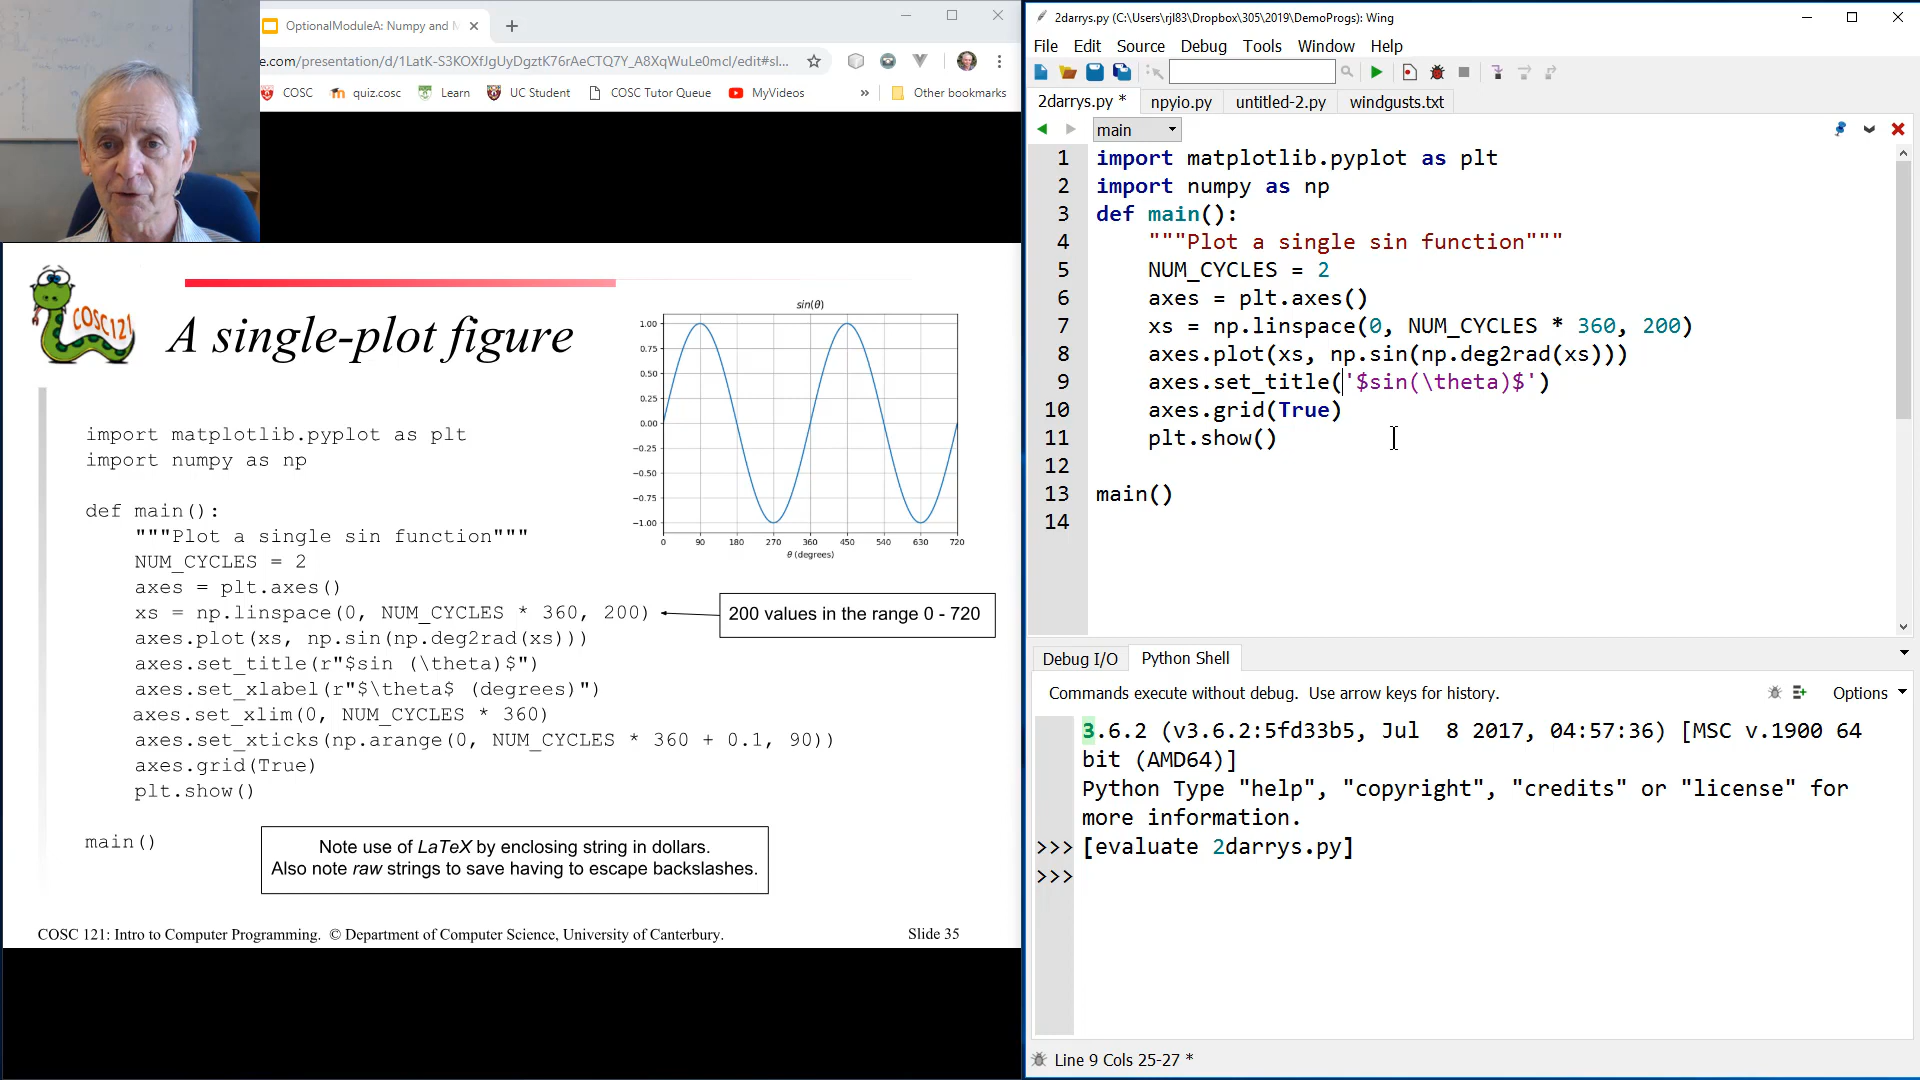 OptionalModuleA: Numpy and M
e.com/presentation/d/1LatK-S3KOXfJgUyDgztK76rAeCTQ7Y_A8XqWuLe0mcI/edit#sl...
COSC quiz.cosc Learn UC Student COSC Tutor Queue MyVideos » Other bookmarks
COSC121
A single-plot figure
sin(θ)
1.00
0.75
0.50
0.25
0.00
−0.25
−0.50
−0.75
−1.00
0 90 180 270 360 450 540 630 720
θ (degrees)
import matplotlib.pyplot as plt
import numpy as np
def main():
"""Plot a single sin function"""
NUM_CYCLES = 2
axes = plt.axes()
xs = np.linspace(0, NUM_CYCLES * 360, 200)
200 values in the range 0 - 720
axes.plot(xs, np.sin(np.deg2rad(xs)))
axes.set_title(r"$sin (\theta)$")
axes.set_xlabel(r"$\theta$ (degrees)")
axes.set_xlim(0, NUM_CYCLES * 360)
axes.set_xticks(np.arange(0, NUM_CYCLES * 360 + 0.1, 90))
axes.grid(True)
plt.show()
main()
Note use of LaTeX by enclosing string in dollars.
Also note raw strings to save having to escape backslashes.
COSC 121: Intro to Computer Programming. © Department of Computer Science, University of Canterbury.
Slide 35
2darrys.py (C:\Users\rjl83\Dropbox\305\2019\DemoProgs): Wing
File Edit Source Debug Tools Window Help
2darrys.py * npyio.py untitled-2.py windgusts.txt
main
1 import matplotlib.pyplot as plt
2 import numpy as np
3 def main():
4 """Plot a single sin function"""
5 NUM_CYCLES = 2
6 axes = plt.axes()
7 xs = np.linspace(0, NUM_CYCLES * 360, 200)
8 axes.plot(xs, np.sin(np.deg2rad(xs)))
9 axes.set_title('$sin(\theta)$')
10 axes.grid(True)
11 plt.show()
12
13 main()
14
Debug I/O Python Shell
Commands execute without debug. Use arrow keys for history.
Options
3.6.2 (v3.6.2:5fd33b5, Jul 8 2017, 04:57:36) [MSC v.1900 64
bit (AMD64)]
Python Type "help", "copyright", "credits" or "license" for
more information.
>>> [evaluate 2darrys.py]
>>>
Line 9 Cols 25-27 *